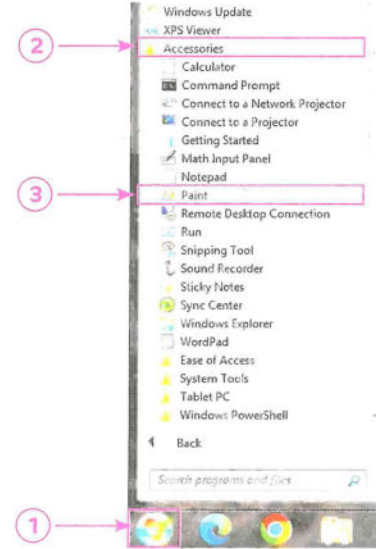 Windows Update
XPS Viewer
2
Accessories
Calculator
Command Prompt
Connect to a Network Projector
Connect to a Projector
Getting Started
Math Input Panel
Notepad
3
Paint
Remote Desktop Connection
Run
Snipping Tool
Sound Recorder
Sticky Notes
Sync Center
Windows Explorer
WordPad
Ease of Access
System Tools
Tablet PC
Windows PowerShell
Back
Search programs and files
1